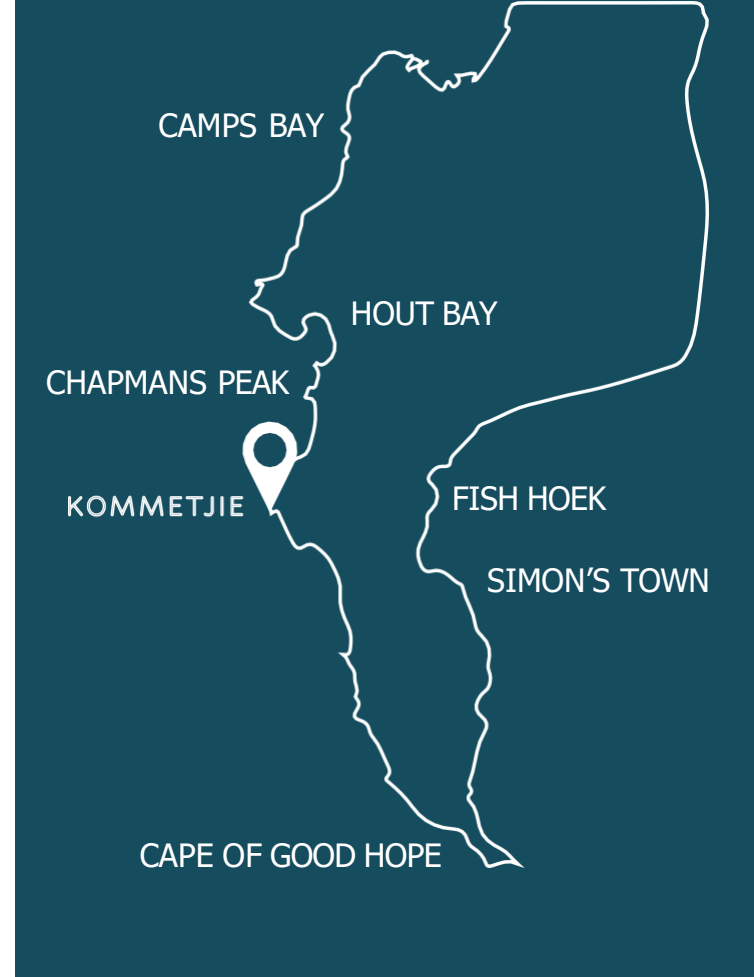 CAMPS BAY
HOUT BAY
CHAPMANS PEAK
KOMMETJIE
FISH HOEK
SIMON’S TOWN
CAPE OF GOOD HOPE